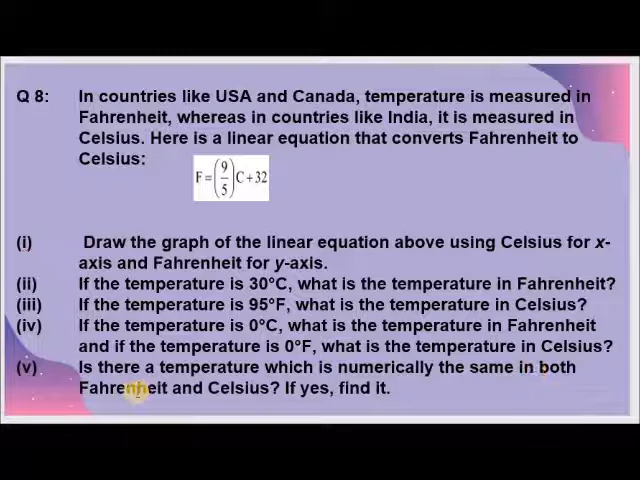 Q 8: In countries like USA and Canada, temperature is measured in
Fahrenheit, whereas in countries like India, it is measured in
Celsius. Here is a linear equation that converts Fahrenheit to
Celsius:
F = (9/5) C + 32
(i) Draw the graph of the linear equation above using Celsius for x-
axis and Fahrenheit for y-axis.
(ii) If the temperature is 30°C, what is the temperature in Fahrenheit?
(iii) If the temperature is 95°F, what is the temperature in Celsius?
(iv) If the temperature is 0°C, what is the temperature in Fahrenheit
and if the temperature is 0°F, what is the temperature in Celsius?
(v) Is there a temperature which is numerically the same in both
Fahrenheit and Celsius? If yes, find it.